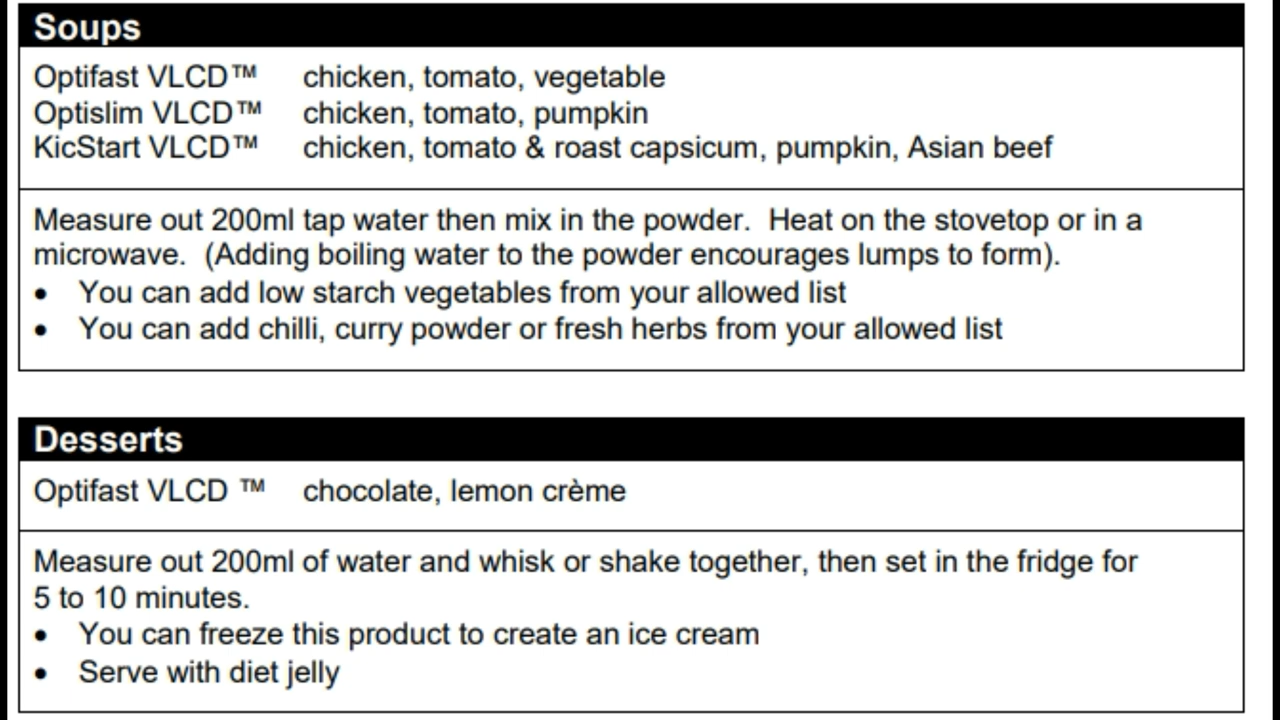 Soups
Optifast VLCD™ chicken, tomato, vegetable
Optislim VLCD™ chicken, tomato, pumpkin
KicStart VLCD™ chicken, tomato & roast capsicum, pumpkin, Asian beef
Measure out 200ml tap water then mix in the powder. Heat on the stovetop or in a
microwave. (Adding boiling water to the powder encourages lumps to form).
• You can add low starch vegetables from your allowed list
• You can add chilli, curry powder or fresh herbs from your allowed list
Desserts
Optifast VLCD ™ chocolate, lemon crème
Measure out 200ml of water and whisk or shake together, then set in the fridge for
5 to 10 minutes.
• You can freeze this product to create an ice cream
• Serve with diet jelly